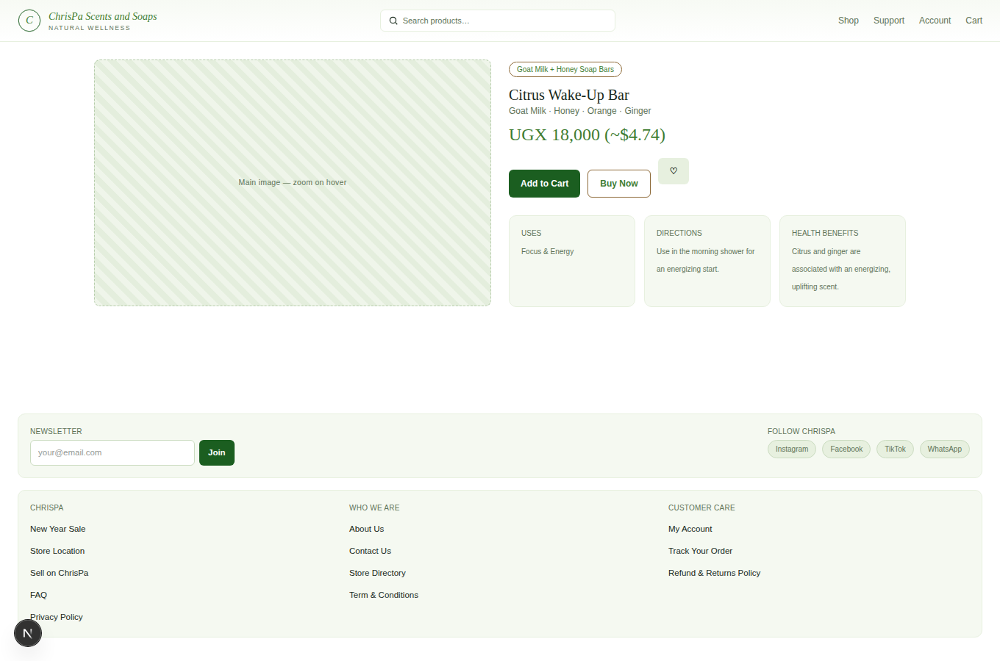 C
ChrisPa Scents and Soaps
NATURAL WELLNESS
Search products…
Shop
Support
Account
Cart
Main image — zoom on hover
Goat Milk + Honey Soap Bars
Citrus Wake-Up Bar
Goat Milk · Honey · Orange · Ginger
UGX 18,000 (~$4.74)
Add to Cart
Buy Now
♡
USES
Focus & Energy
DIRECTIONS
Use in the morning shower for
an energizing start.
HEALTH BENEFITS
Citrus and ginger are
associated with an energizing,
uplifting scent.
NEWSLETTER
your@email.com
Join
FOLLOW CHRISPA
Instagram
Facebook
TikTok
WhatsApp
CHRISPA
New Year Sale
Store Location
Sell on ChrisPa
FAQ
Privacy Policy
WHO WE ARE
About Us
Contact Us
Store Directory
Term & Conditions
CUSTOMER CARE
My Account
Track Your Order
Refund & Returns Policy
N